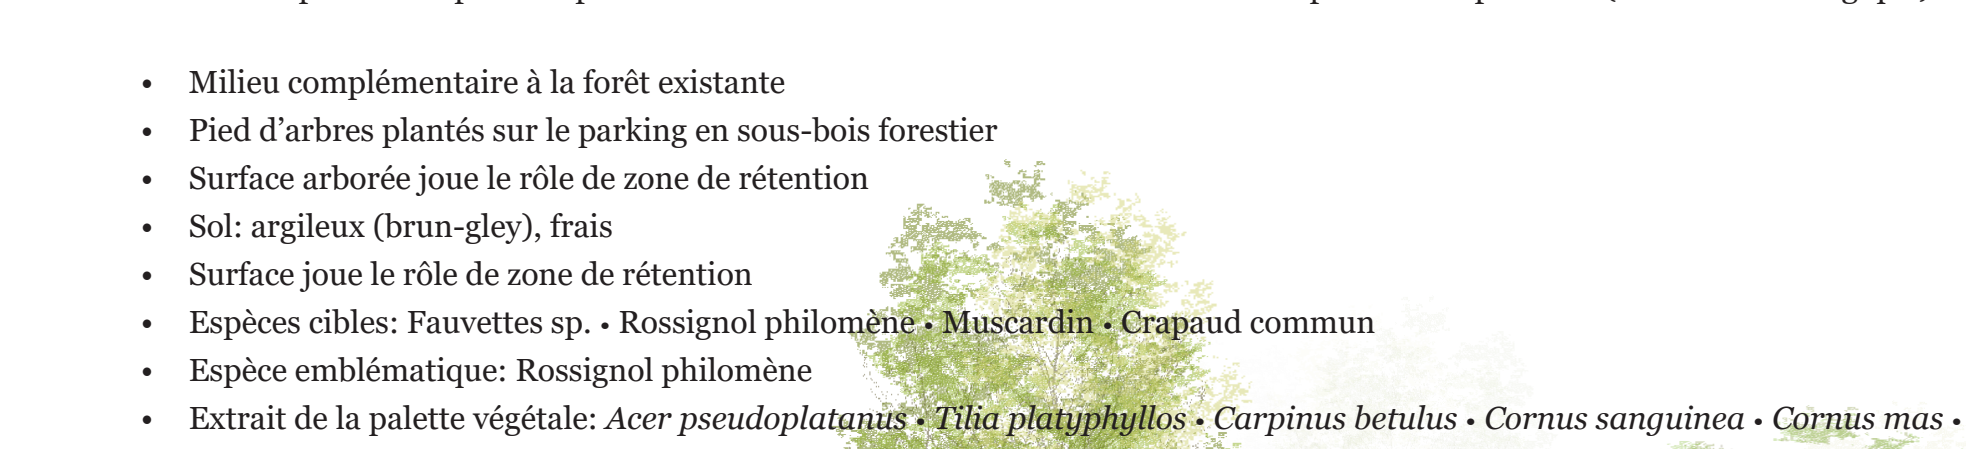 • Milieu complémentaire à la forêt existante
• Pied d’arbres plantés sur le parking en sous-bois forestier
• Surface arborée joue le rôle de zone de rétention
• Sol: argileux (brun-gley), frais
• Surface joue le rôle de zone de rétention
• Espèces cibles: Fauvettes sp. • Rossignol philomène • Muscardin • Crapaud commun
• Espèce emblématique: Rossignol philomène
• Extrait de la palette végétale: Acer pseudoplatanus • Tilia platyphyllos • Carpinus betulus • Cornus sanguinea • Cornus mas •